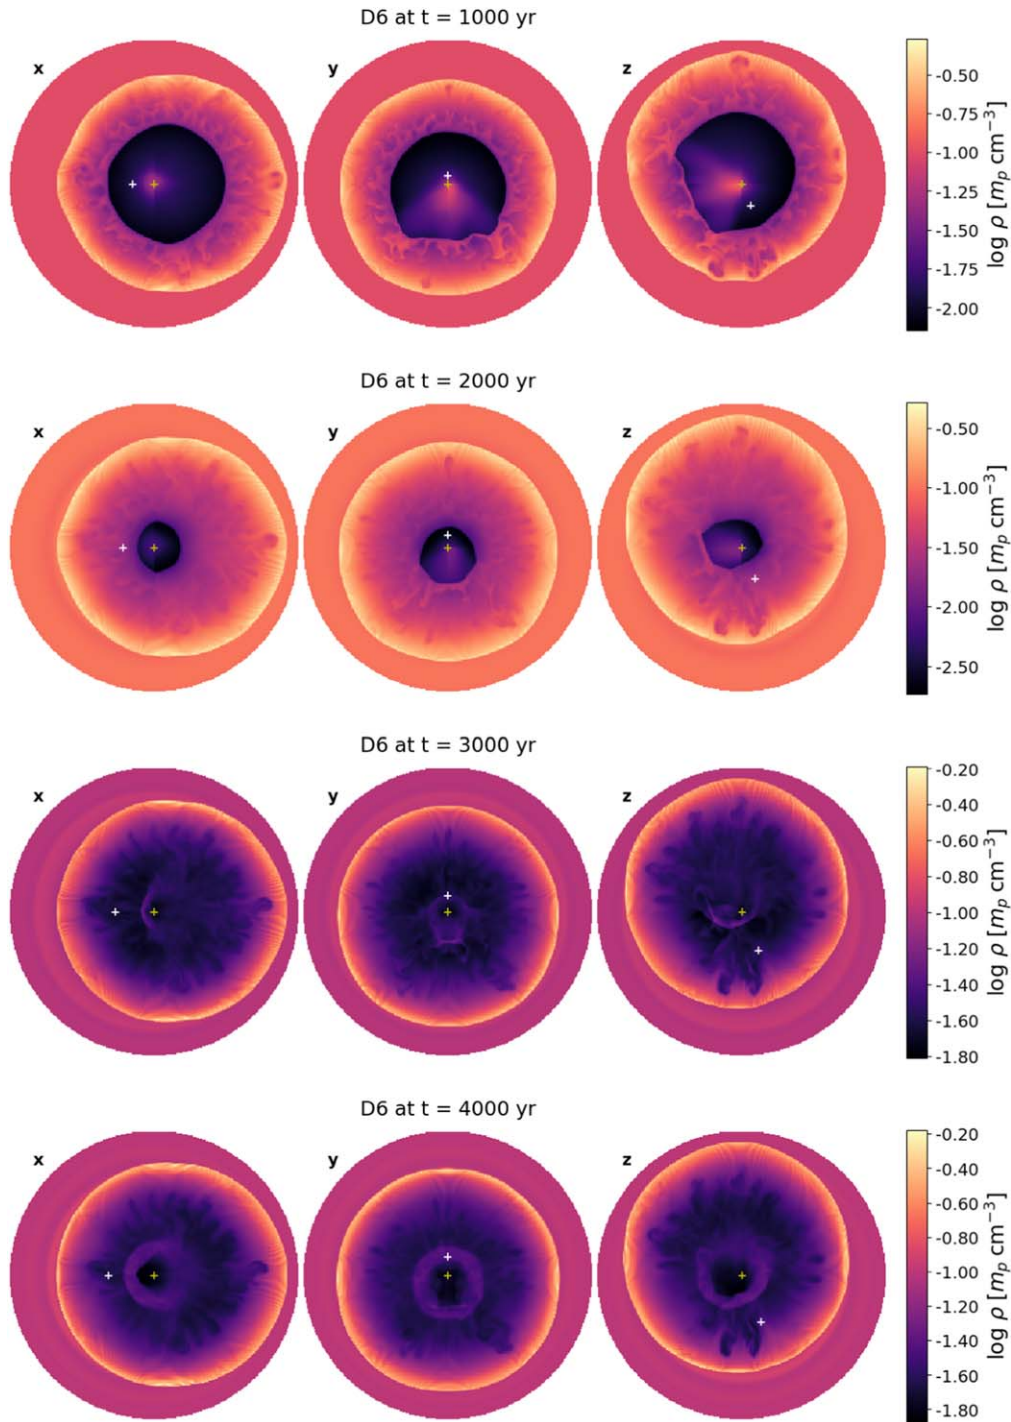 D6 at t = 1000 yr
x
y
z
-0.50
-0.75
-1.00
-1.25
-1.50
-1.75
-2.00
log ρ [mₚ cm⁻³]
D6 at t = 2000 yr
x
y
z
-0.50
-1.00
-1.50
-2.00
-2.50
log ρ [mₚ cm⁻³]
D6 at t = 3000 yr
x
y
z
-0.20
-0.40
-0.60
-0.80
-1.00
-1.20
-1.40
-1.60
-1.80
log ρ [mₚ cm⁻³]
D6 at t = 4000 yr
x
y
z
-0.20
-0.40
-0.60
-0.80
-1.00
-1.20
-1.40
-1.60
-1.80
log ρ [mₚ cm⁻³]